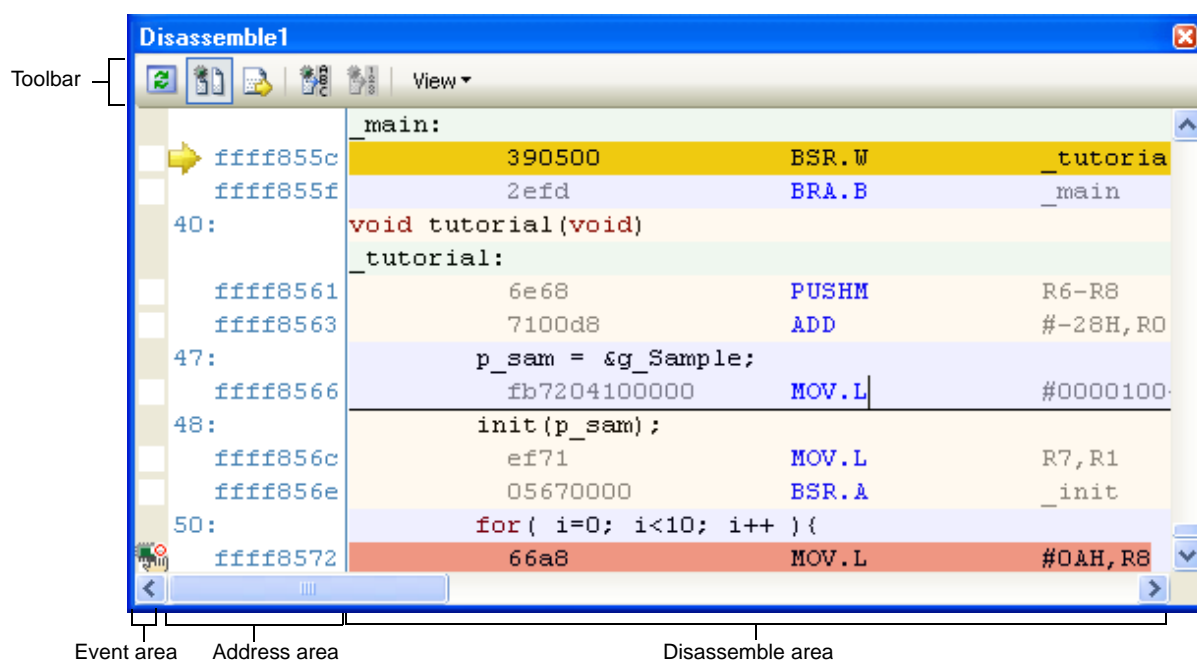 Disassemble1
Toolbar
View
_main:
ffff855c 390500 BSR.W _tutoria
ffff855f 2efd BRA.B _main
40: void tutorial(void)
_tutorial:
ffff8561 6e68 PUSHM R6-R8
ffff8563 7100d8 ADD #-28H,R0
47: p_sam = &g_Sample;
ffff8566 fb7204100000 MOV.L #0000100
48: init(p_sam);
ffff856c ef71 MOV.L R7,R1
ffff856e 05670000 BSR.A _init
50: for( i=0; i<10; i++ ){
ffff8572 66a8 MOV.L #0AH,R8
Event area Address area Disassemble area